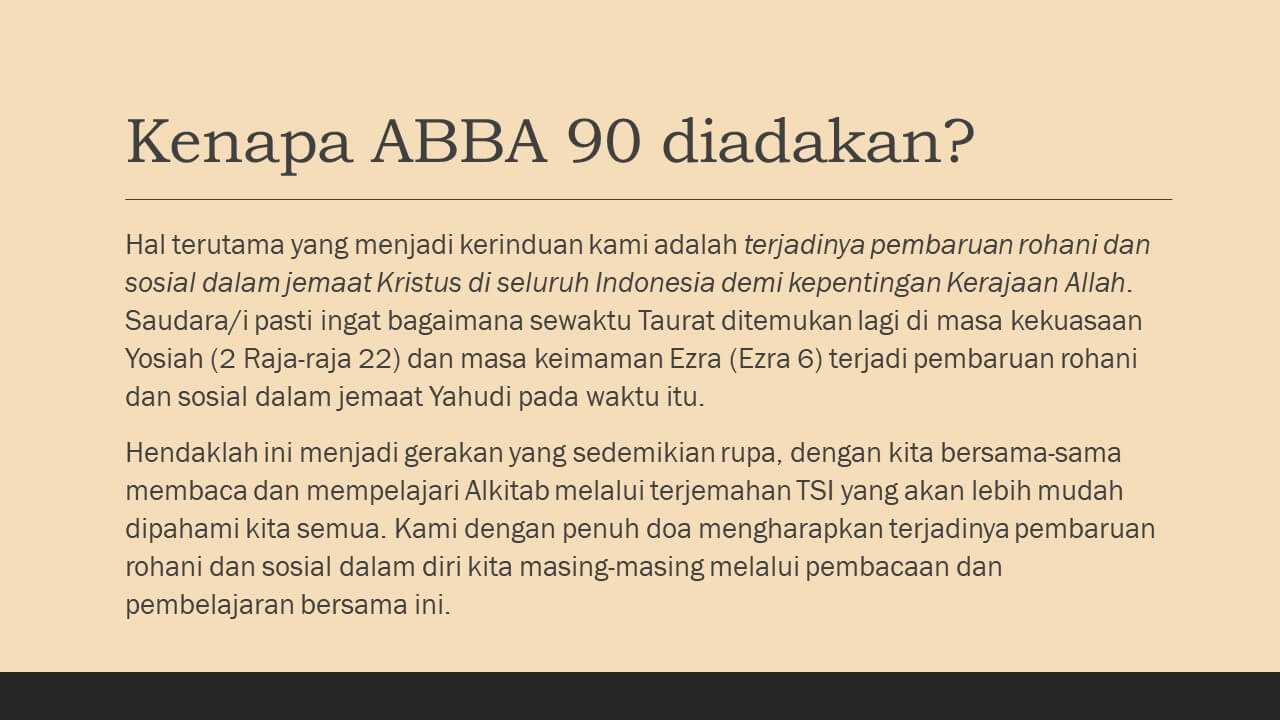 Kenapa ABBA 90 diadakan?
Hal terutama yang menjadi kerinduan kami adalah terjadinya pembaruan rohani dan
sosial dalam jemaat Kristus di seluruh Indonesia demi kepentingan Kerajaan Allah.
Saudara/i pasti ingat bagaimana sewaktu Taurat ditemukan lagi di masa kekuasaan
Yosiah (2 Raja-raja 22) dan masa keimaman Ezra (Ezra 6) terjadi pembaruan rohani
dan sosial dalam jemaat Yahudi pada waktu itu.
Hendaklah ini menjadi gerakan yang sedemikian rupa, dengan kita bersama-sama
membaca dan mempelajari Alkitab melalui terjemahan TSI yang akan lebih mudah
dipahami kita semua. Kami dengan penuh doa mengharapkan terjadinya pembaruan
rohani dan sosial dalam diri kita masing-masing melalui pembacaan dan
pembelajaran bersama ini.